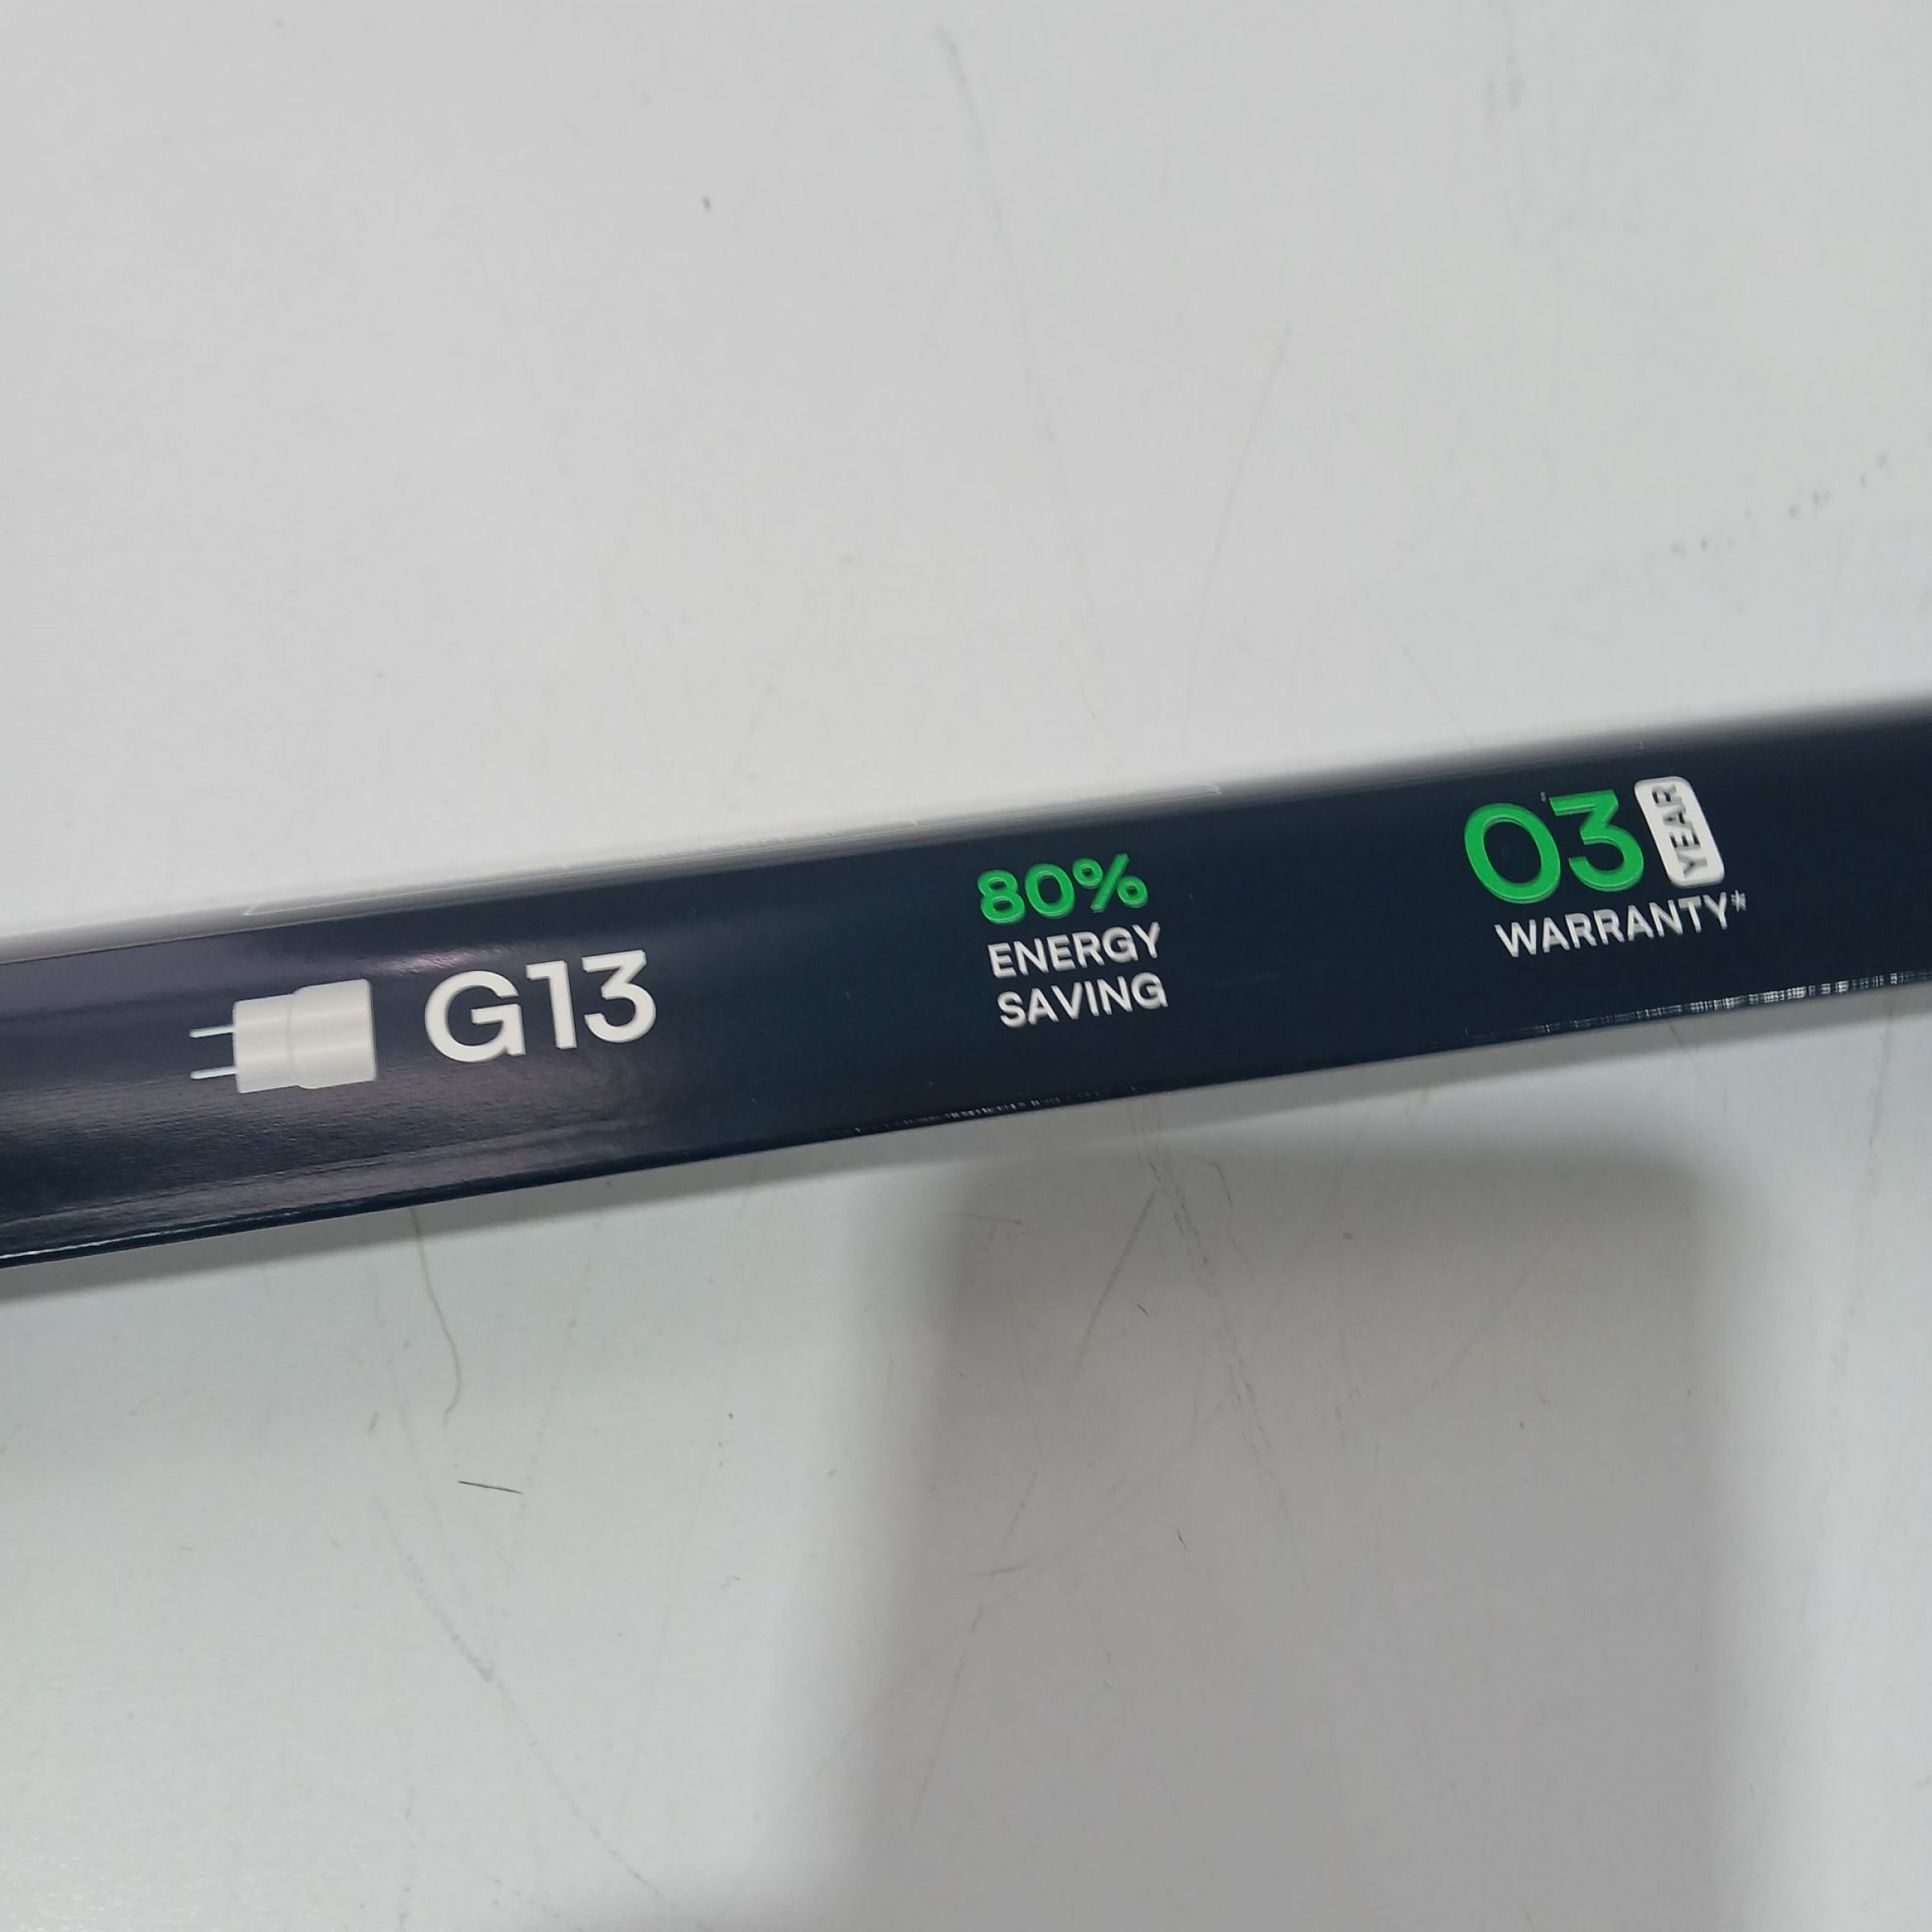 G13
80%
ENERGY
SAVING
03 YEAR
WARRANTY*